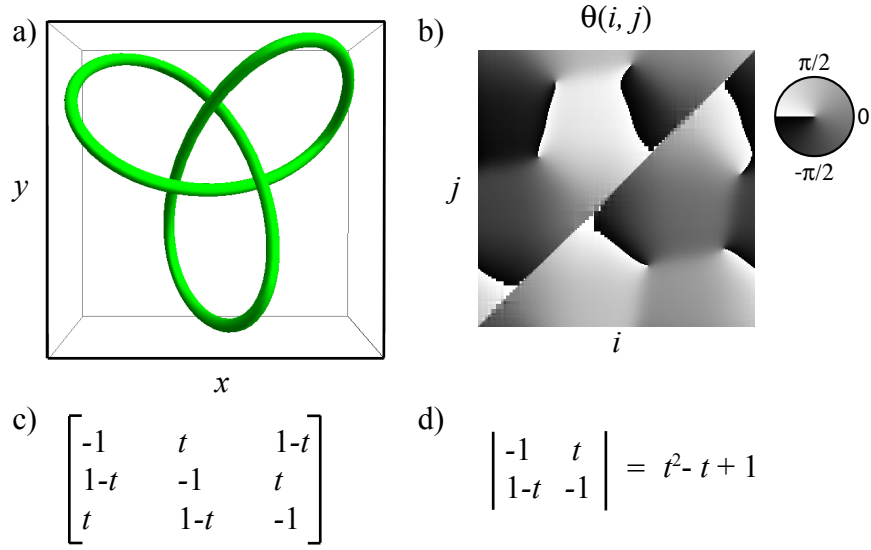 a)
b)
θ(i, j)
π/2
0
-π/2
y
j
x
i
c)
-1 t 1-t
1-t -1 t
t 1-t -1
d)
-1 t
1-t -1
= t²- t + 1